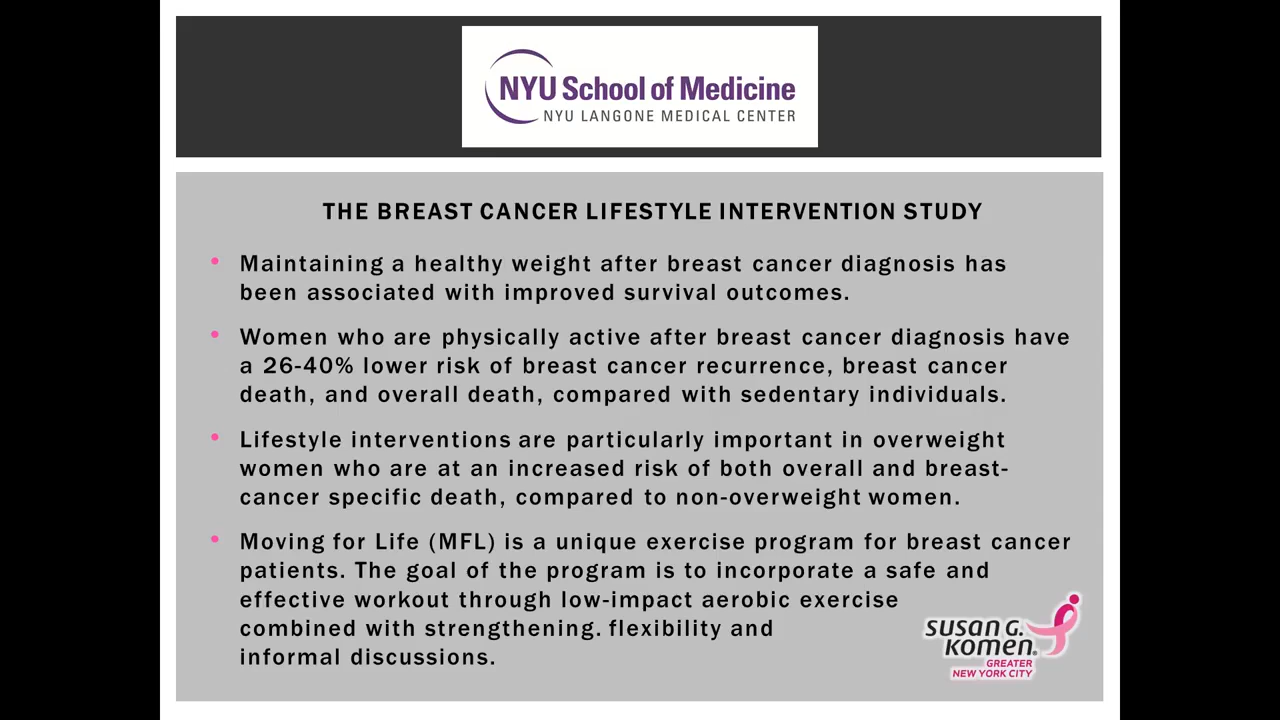 NYU School of Medicine
NYU LANGONE MEDICAL CENTER
THE BREAST CANCER LIFESTYLE INTERVENTION STUDY
• Maintaining a healthy weight after breast cancer diagnosis has
been associated with improved survival outcomes.
• Women who are physically active after breast cancer diagnosis have
a 26-40% lower risk of breast cancer recurrence, breast cancer
death, and overall death, compared with sedentary individuals.
• Lifestyle interventions are particularly important in overweight
women who are at an increased risk of both overall and breast-
cancer specific death, compared to non-overweight women.
• Moving for Life (MFL) is a unique exercise program for breast cancer
patients. The goal of the program is to incorporate a safe and
effective workout through low-impact aerobic exercise
combined with strengthening. flexibility and
informal discussions.
susan G.
komen®
GREATER
NEW YORK CITY